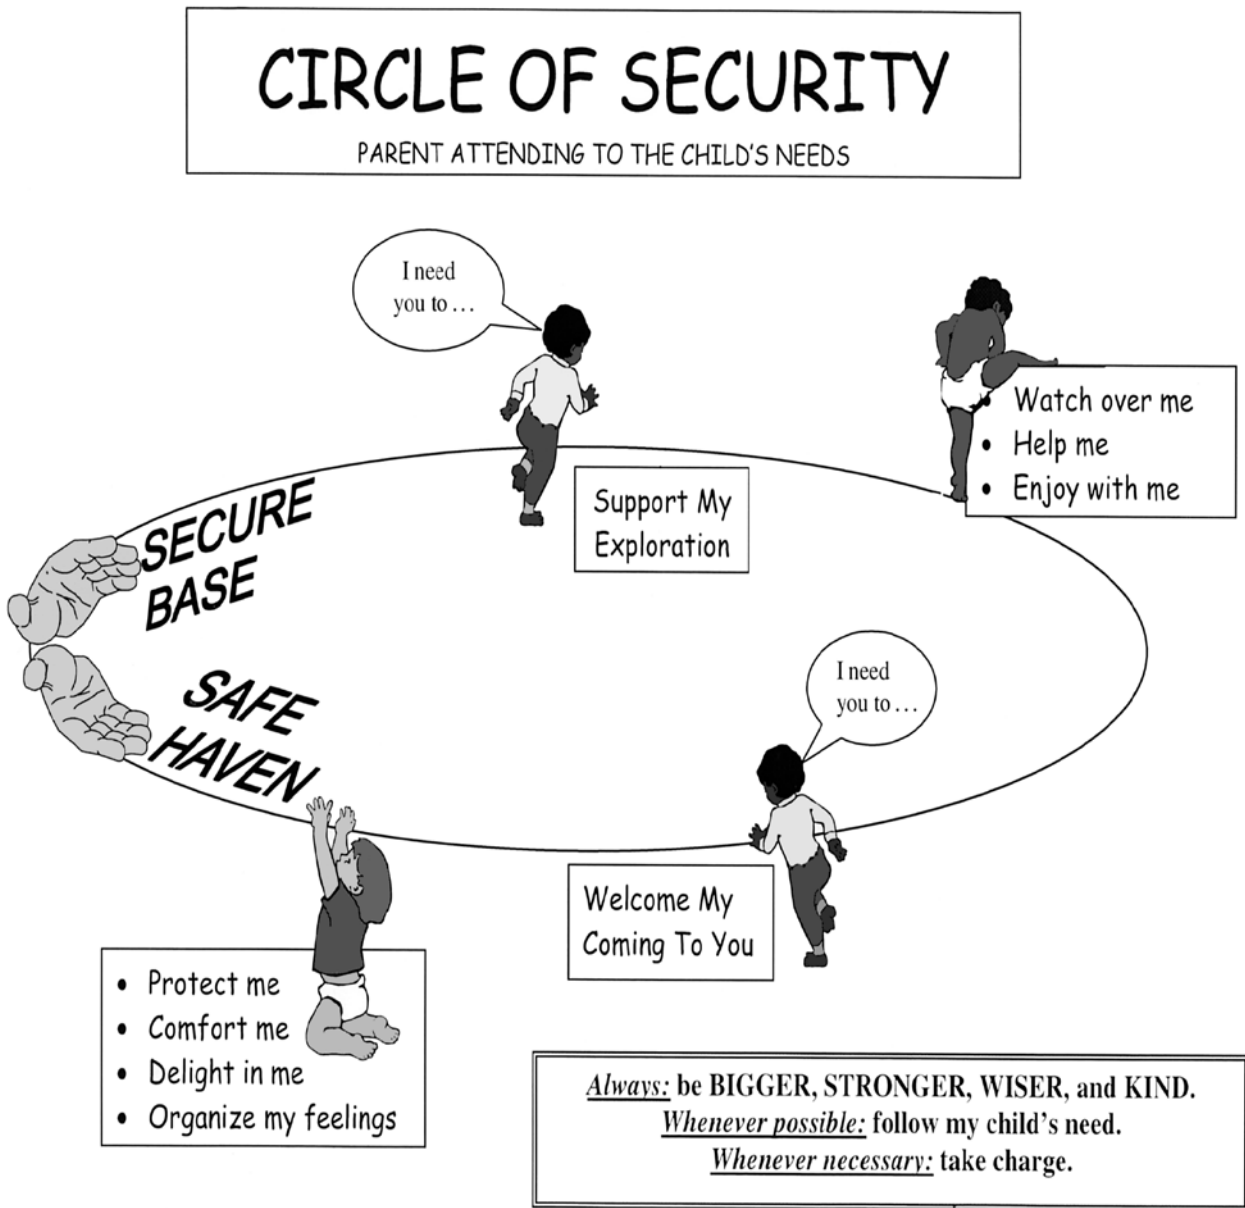 CIRCLE OF SECURITY
PARENT ATTENDING TO THE CHILD'S NEEDS
I need
you to ...
• Watch over me
• Help me
• Enjoy with me
Support My
Exploration
SECURE
BASE
SAFE
HAVEN
I need
you to ...
Welcome My
Coming To You
• Protect me
• Comfort me
• Delight in me
• Organize my feelings
Always: be BIGGER, STRONGER, WISER, and KIND.
Whenever possible: follow my child's need.
Whenever necessary: take charge.